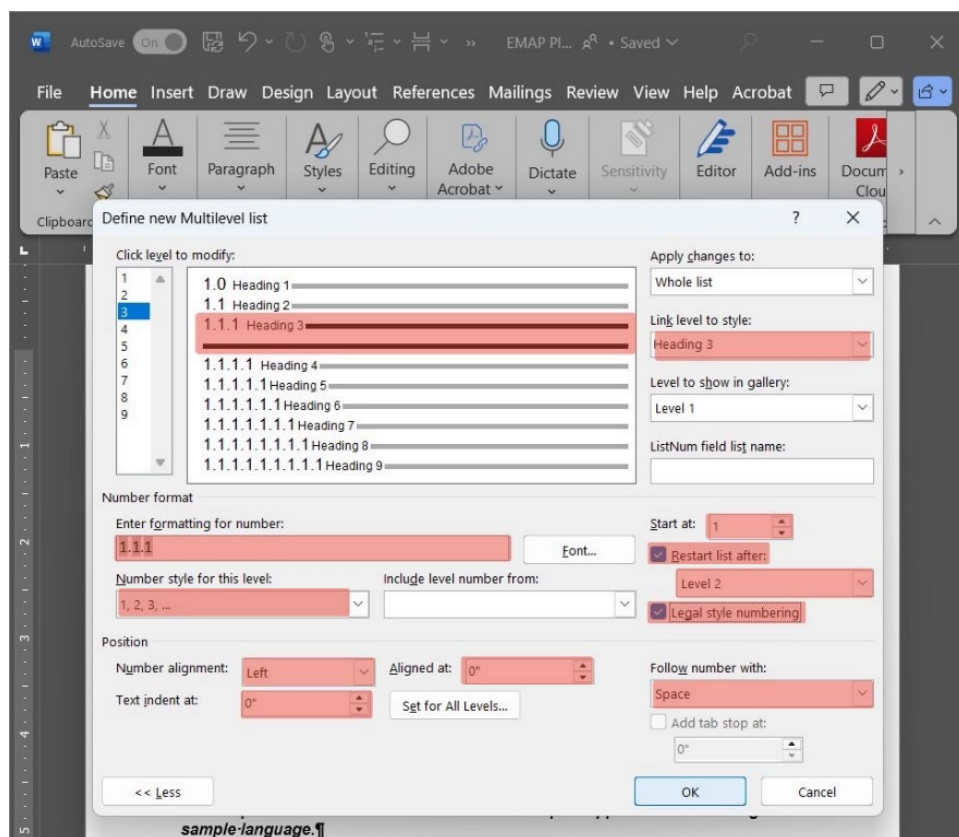 AutoSave On EMAP Pl... • Saved
File Home Insert Draw Design Layout References Mailings Review View Help Acrobat
Paste Font Paragraph Styles Editing Adobe Acrobat Dictate Sensitivity Editor Add-ins Docum Clou
Clipboard
Define new Multilevel list ? X
Click level to modify:
1
2
3
4
5
6
7
8
9
1.0 Heading 1
1.1 Heading 2
1.1.1 Heading 3
1.1.1.1 Heading 4
1.1.1.1.1 Heading 5
1.1.1.1.1.1 Heading 6
1.1.1.1.1.1.1 Heading 7
1.1.1.1.1.1.1.1 Heading 8
1.1.1.1.1.1.1.1.1 Heading 9
Apply changes to:
Whole list
Link level to style:
Heading 3
Level to show in gallery:
Level 1
ListNum field list name:
Number format
Enter formatting for number:
1.1.1
Font...
Start at: 1
Restart list after:
Level 2
Legal style numbering
Number style for this level:
1, 2, 3, ...
Include level number from:
Position
Number alignment: Left
Aligned at: 0"
Text indent at: 0"
Set for All Levels...
Follow number with:
Space
Add tab stop at:
0"
<< Less
OK Cancel
sample·language.¶